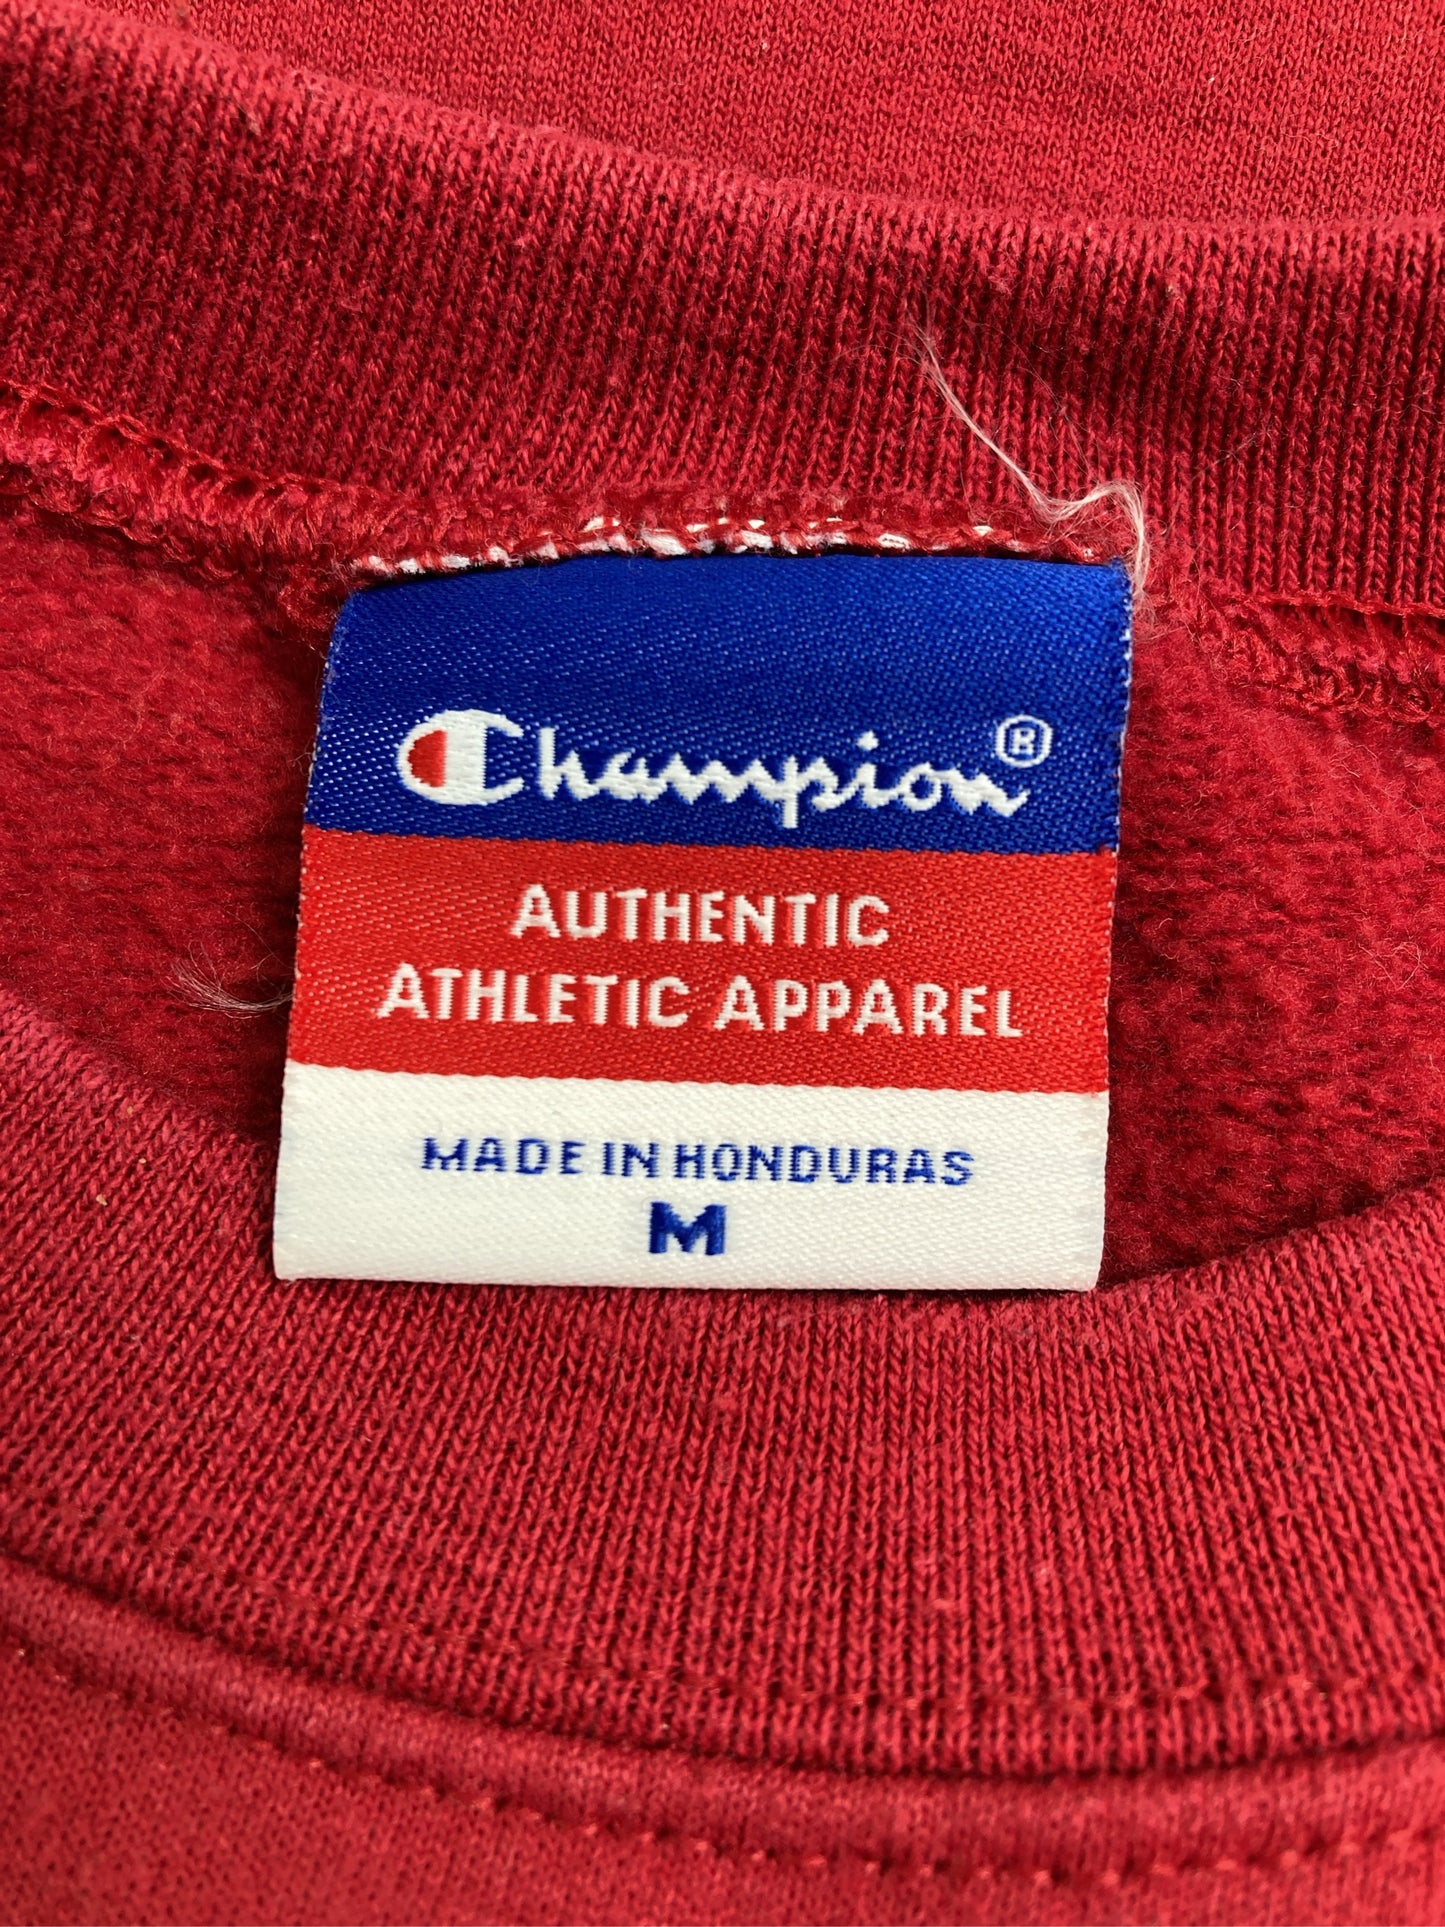 Champion®
AUTHENTIC
ATHLETIC APPAREL
MADE IN HONDURAS
M